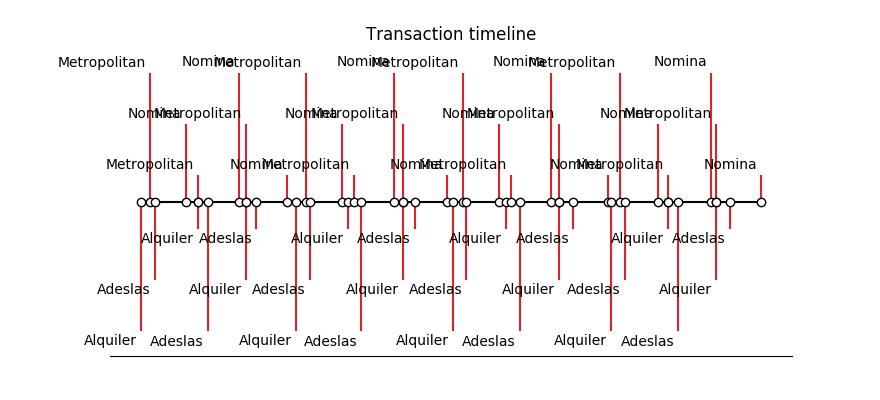 Transaction timeline
Metropolitan Nomina Metropolitan Nomina Metropolitan Nomina Metropolitan Nomina
Nomina Metropolitan Nomina Metropolitan Nomina Metropolitan Nomina Metropolitan
Metropolitan Nomina Metropolitan Nomina Metropolitan Nomina Metropolitan Nomina
Alquiler Adeslas Alquiler Adeslas Alquiler Adeslas Alquiler Adeslas
Adeslas Alquiler Adeslas Alquiler Adeslas Alquiler Adeslas Alquiler
Alquiler Adeslas Alquiler Adeslas Alquiler Adeslas Alquiler Adeslas